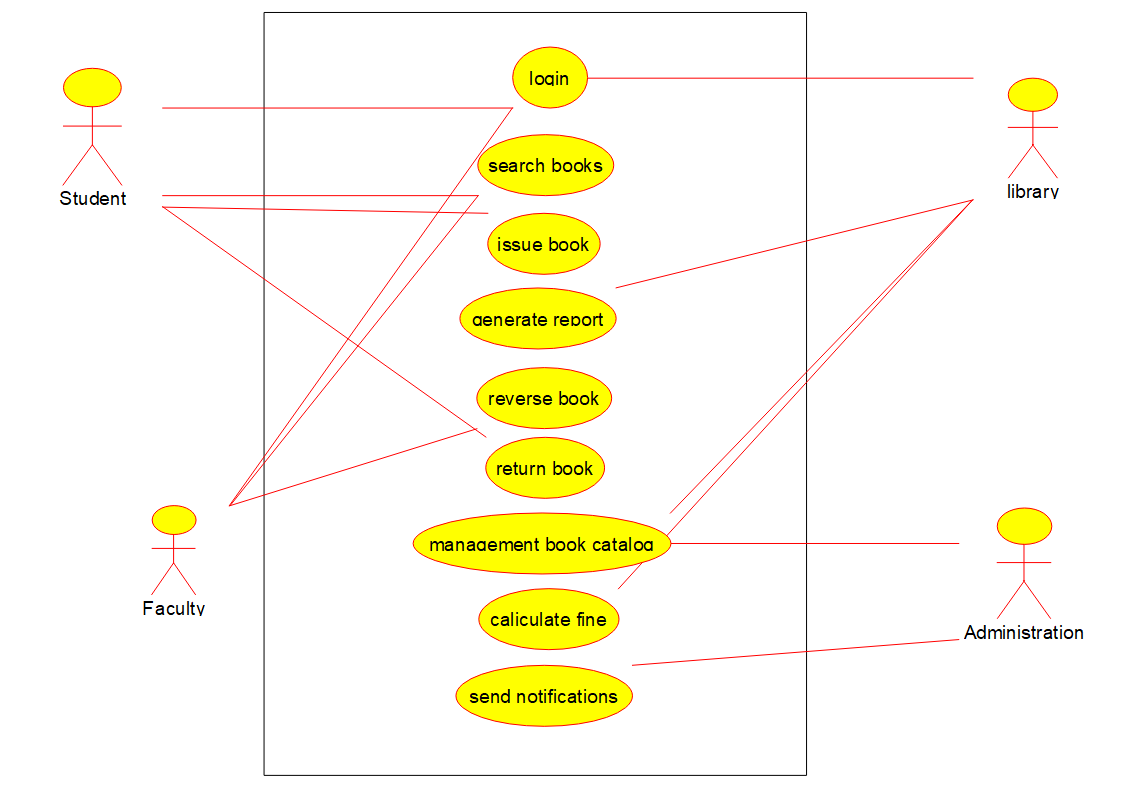 login
search books
issue book
generate report
reverse book
return book
management book catalog
caliculate fine
send notifications
Student
Faculty
library
Administration